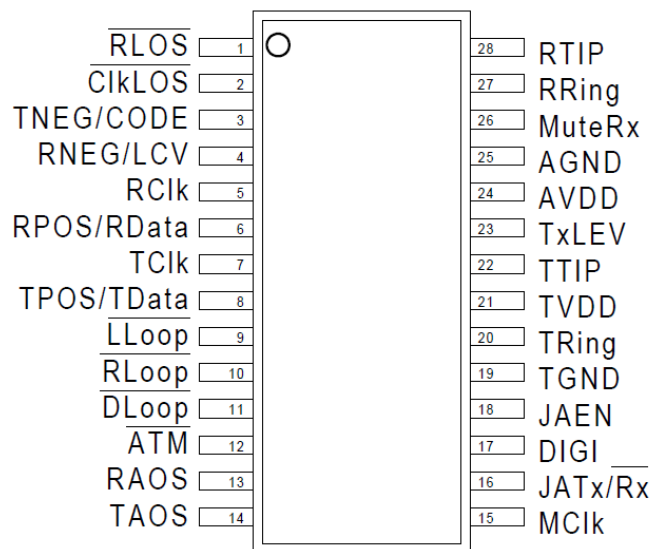 RLOS 1 28 RTIP
ClkLOS 2 27 RRing
TNEG/CODE 3 26 MuteRx
RNEG/LCV 4 25 AGND
RClk 5 24 AVDD
RPOS/RData 6 23 TxLEV
TClk 7 22 TTIP
TPOS/TData 8 21 TVDD
LLoop 9 20 TRing
RLoop 10 19 TGND
DLoop 11 18 JAEN
ATM 12 17 DIGI
RAOS 13 16 JATx/Rx
TAOS 14 15 MClk